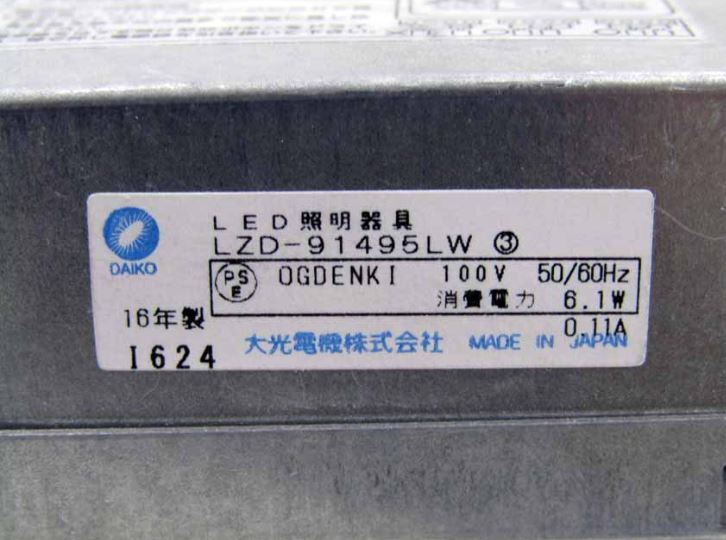 LED照明器具
LZD-91495LW ③
DAIKO
PS
E
OGDENKI 100V 50/60Hz
消費電力 6.1W
0.11A
16年製
I624
大光電機株式会社 MADE IN JAPAN